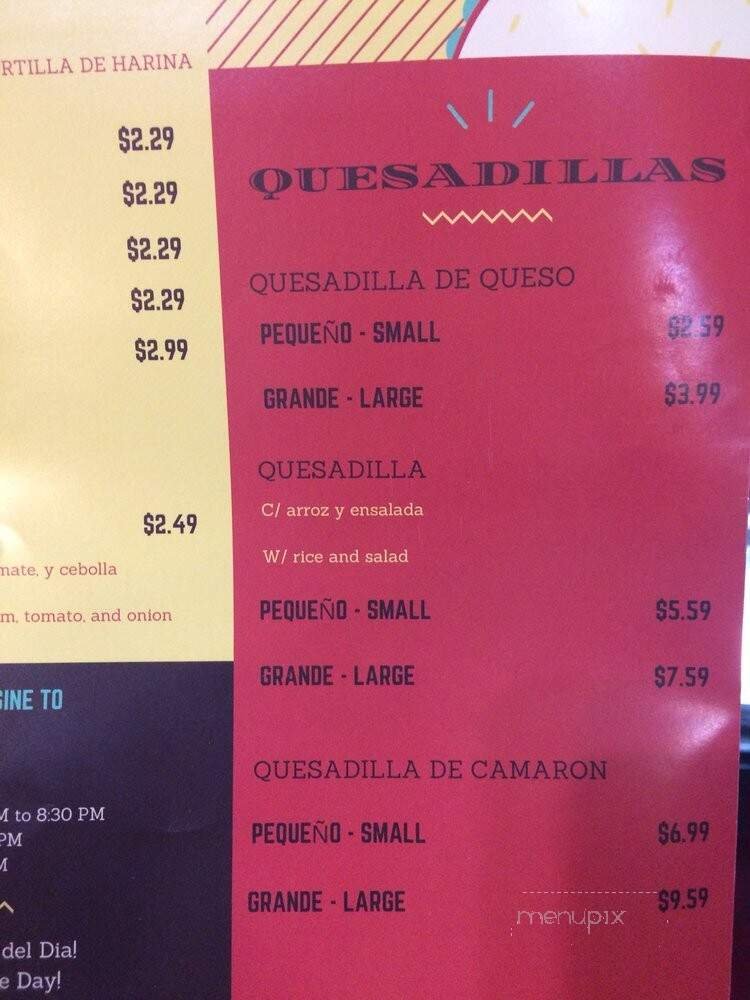 RTILLA DE HARINA
$2.29
$2.29
$2.29
$2.29
$2.99
$2.49
mate, y cebolla
m, tomato, and onion
SINE TO
M to 8:30 PM
PM
M
del Dia!
e Day!
QUESADILLAS
QUESADILLA DE QUESO
PEQUEÑO - SMALL $2.59
GRANDE - LARGE $3.99
QUESADILLA
C/ arroz y ensalada
W/ rice and salad
PEQUEÑO - SMALL $5.59
GRANDE - LARGE $7.59
QUESADILLA DE CAMARON
PEQUEÑO - SMALL $6.99
GRANDE - LARGE $9.59
menupix